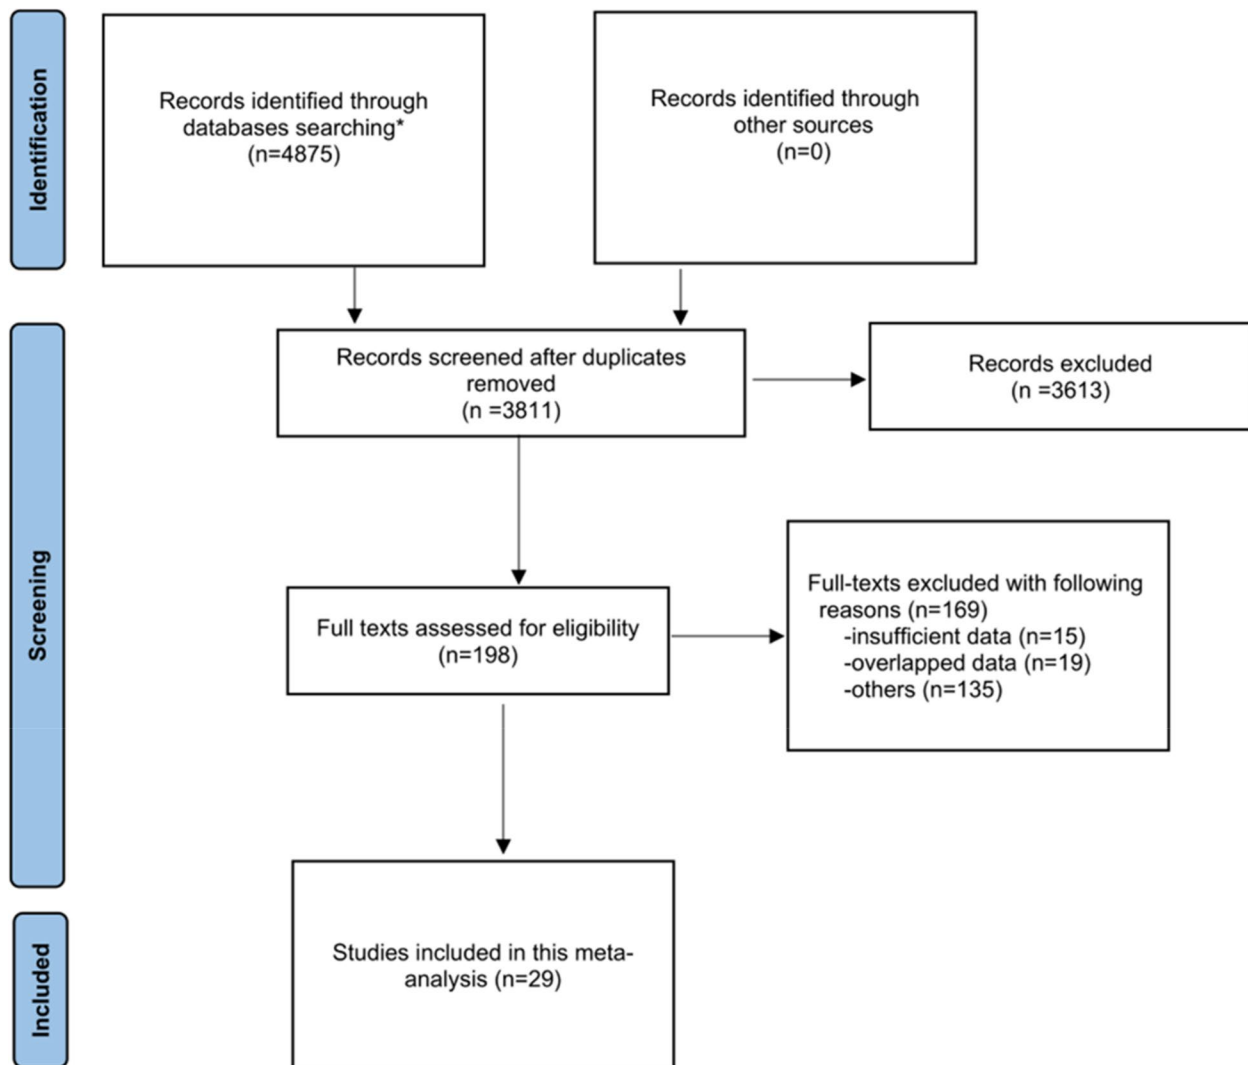 Identification
Records identified through
databases searching*
(n=4875)
Records identified through
other sources
(n=0)
Screening
Records screened after duplicates
removed
(n =3811)
Records excluded
(n =3613)
Full texts assessed for eligibility
(n=198)
Full-texts excluded with following
reasons (n=169)
-insufficient data (n=15)
-overlapped data (n=19)
-others (n=135)
Included
Studies included in this meta-
analysis (n=29)